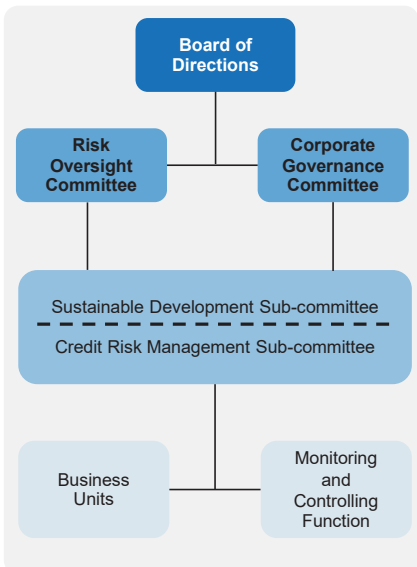 Board of
Directions
Risk
Oversight
Committee
Corporate
Governance
Committee
Sustainable Development Sub-committee
Credit Risk Management Sub-committee
Business
Units
Monitoring
and
Controlling
Function